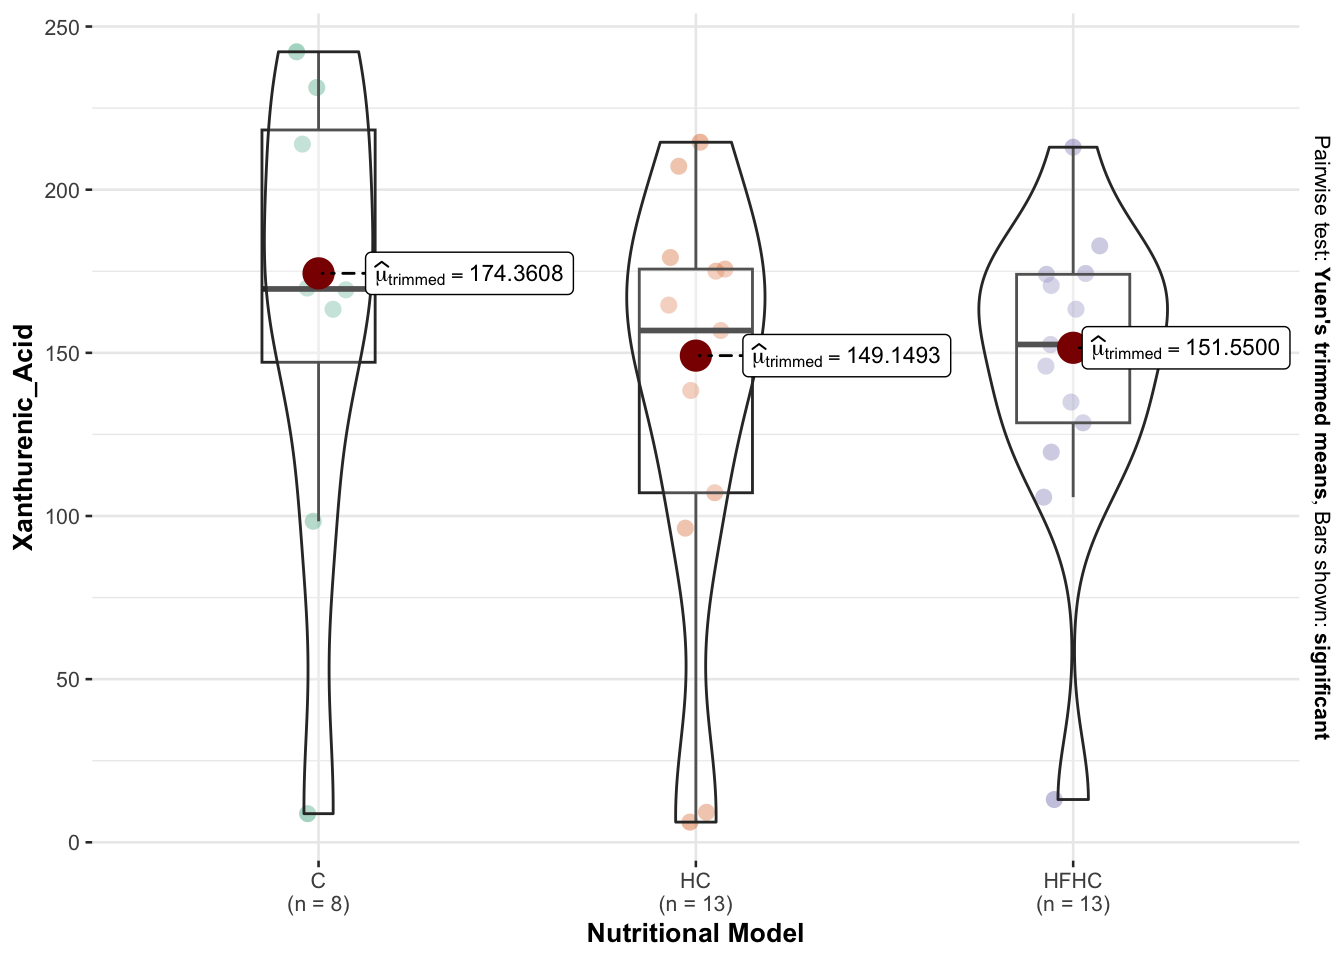 250
200
150
100
50
0
Xanthurenic_Acid
μ̂trimmed = 174.3608
μ̂trimmed = 149.1493
μ̂trimmed = 151.5500
C
(n = 8)
HC
(n = 13)
HFHC
(n = 13)
Nutritional Model
Pairwise test: Yuen's trimmed means, Bars shown: significant